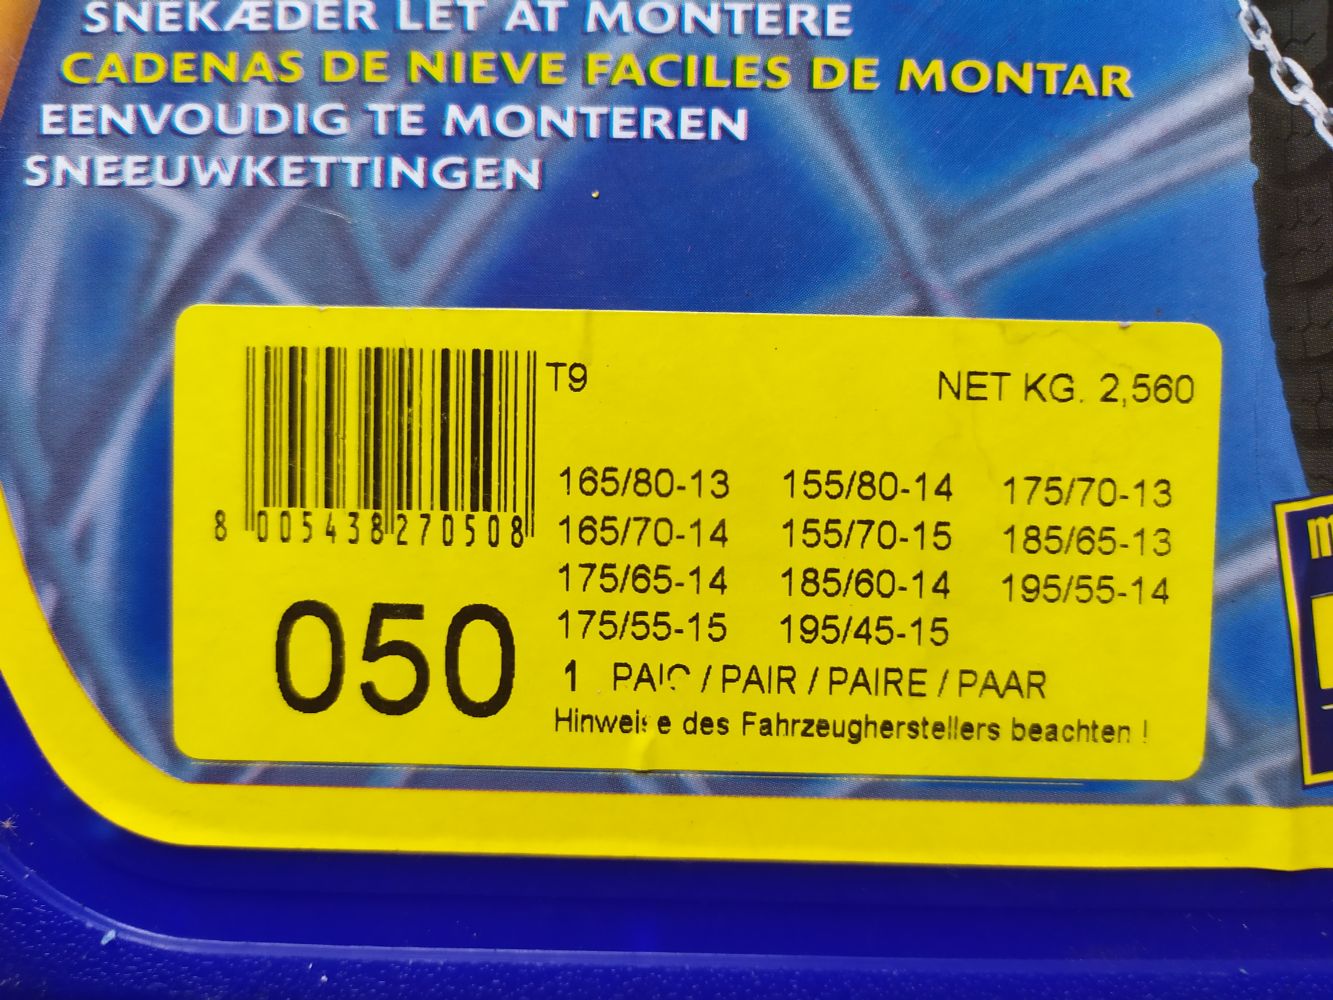 SNEKÆDER LET AT MONTERE
CADENAS DE NIEVE FACILES DE MONTAR
EENVOUDIG TE MONTEREN
SNEEUWKETTINGEN
T9
NET KG. 2,560
165/80-13 155/80-14 175/70-13
165/70-14 155/70-15 185/65-13
175/65-14 185/60-14 195/55-14
175/55-15 195/45-15
8 005438 270508
050
1 / PAIR / PAIRE / PAAR
des Fahrzeugherstellers beachten !